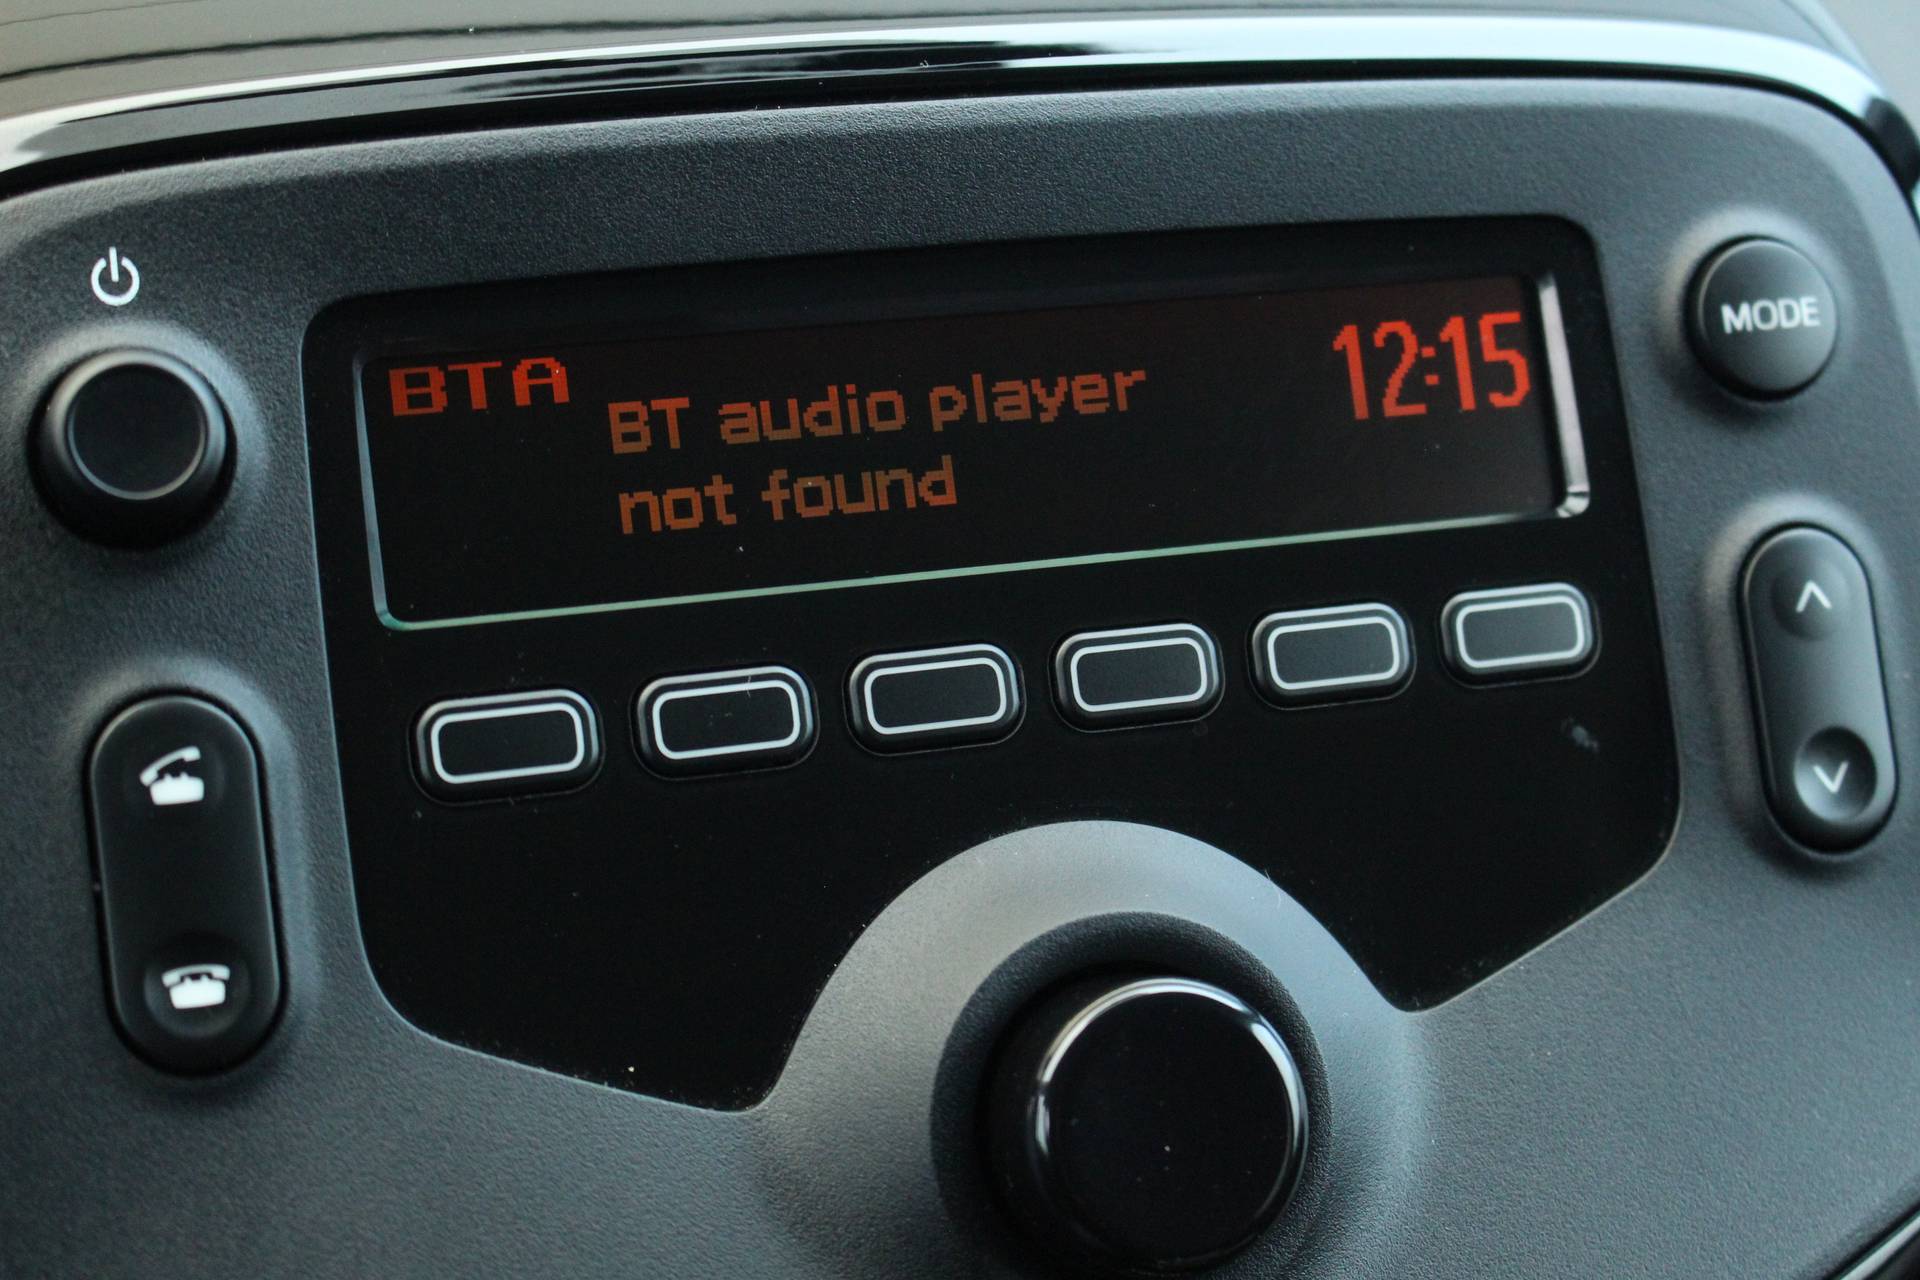 BTA
BT audio player
not found
12:15
MODE